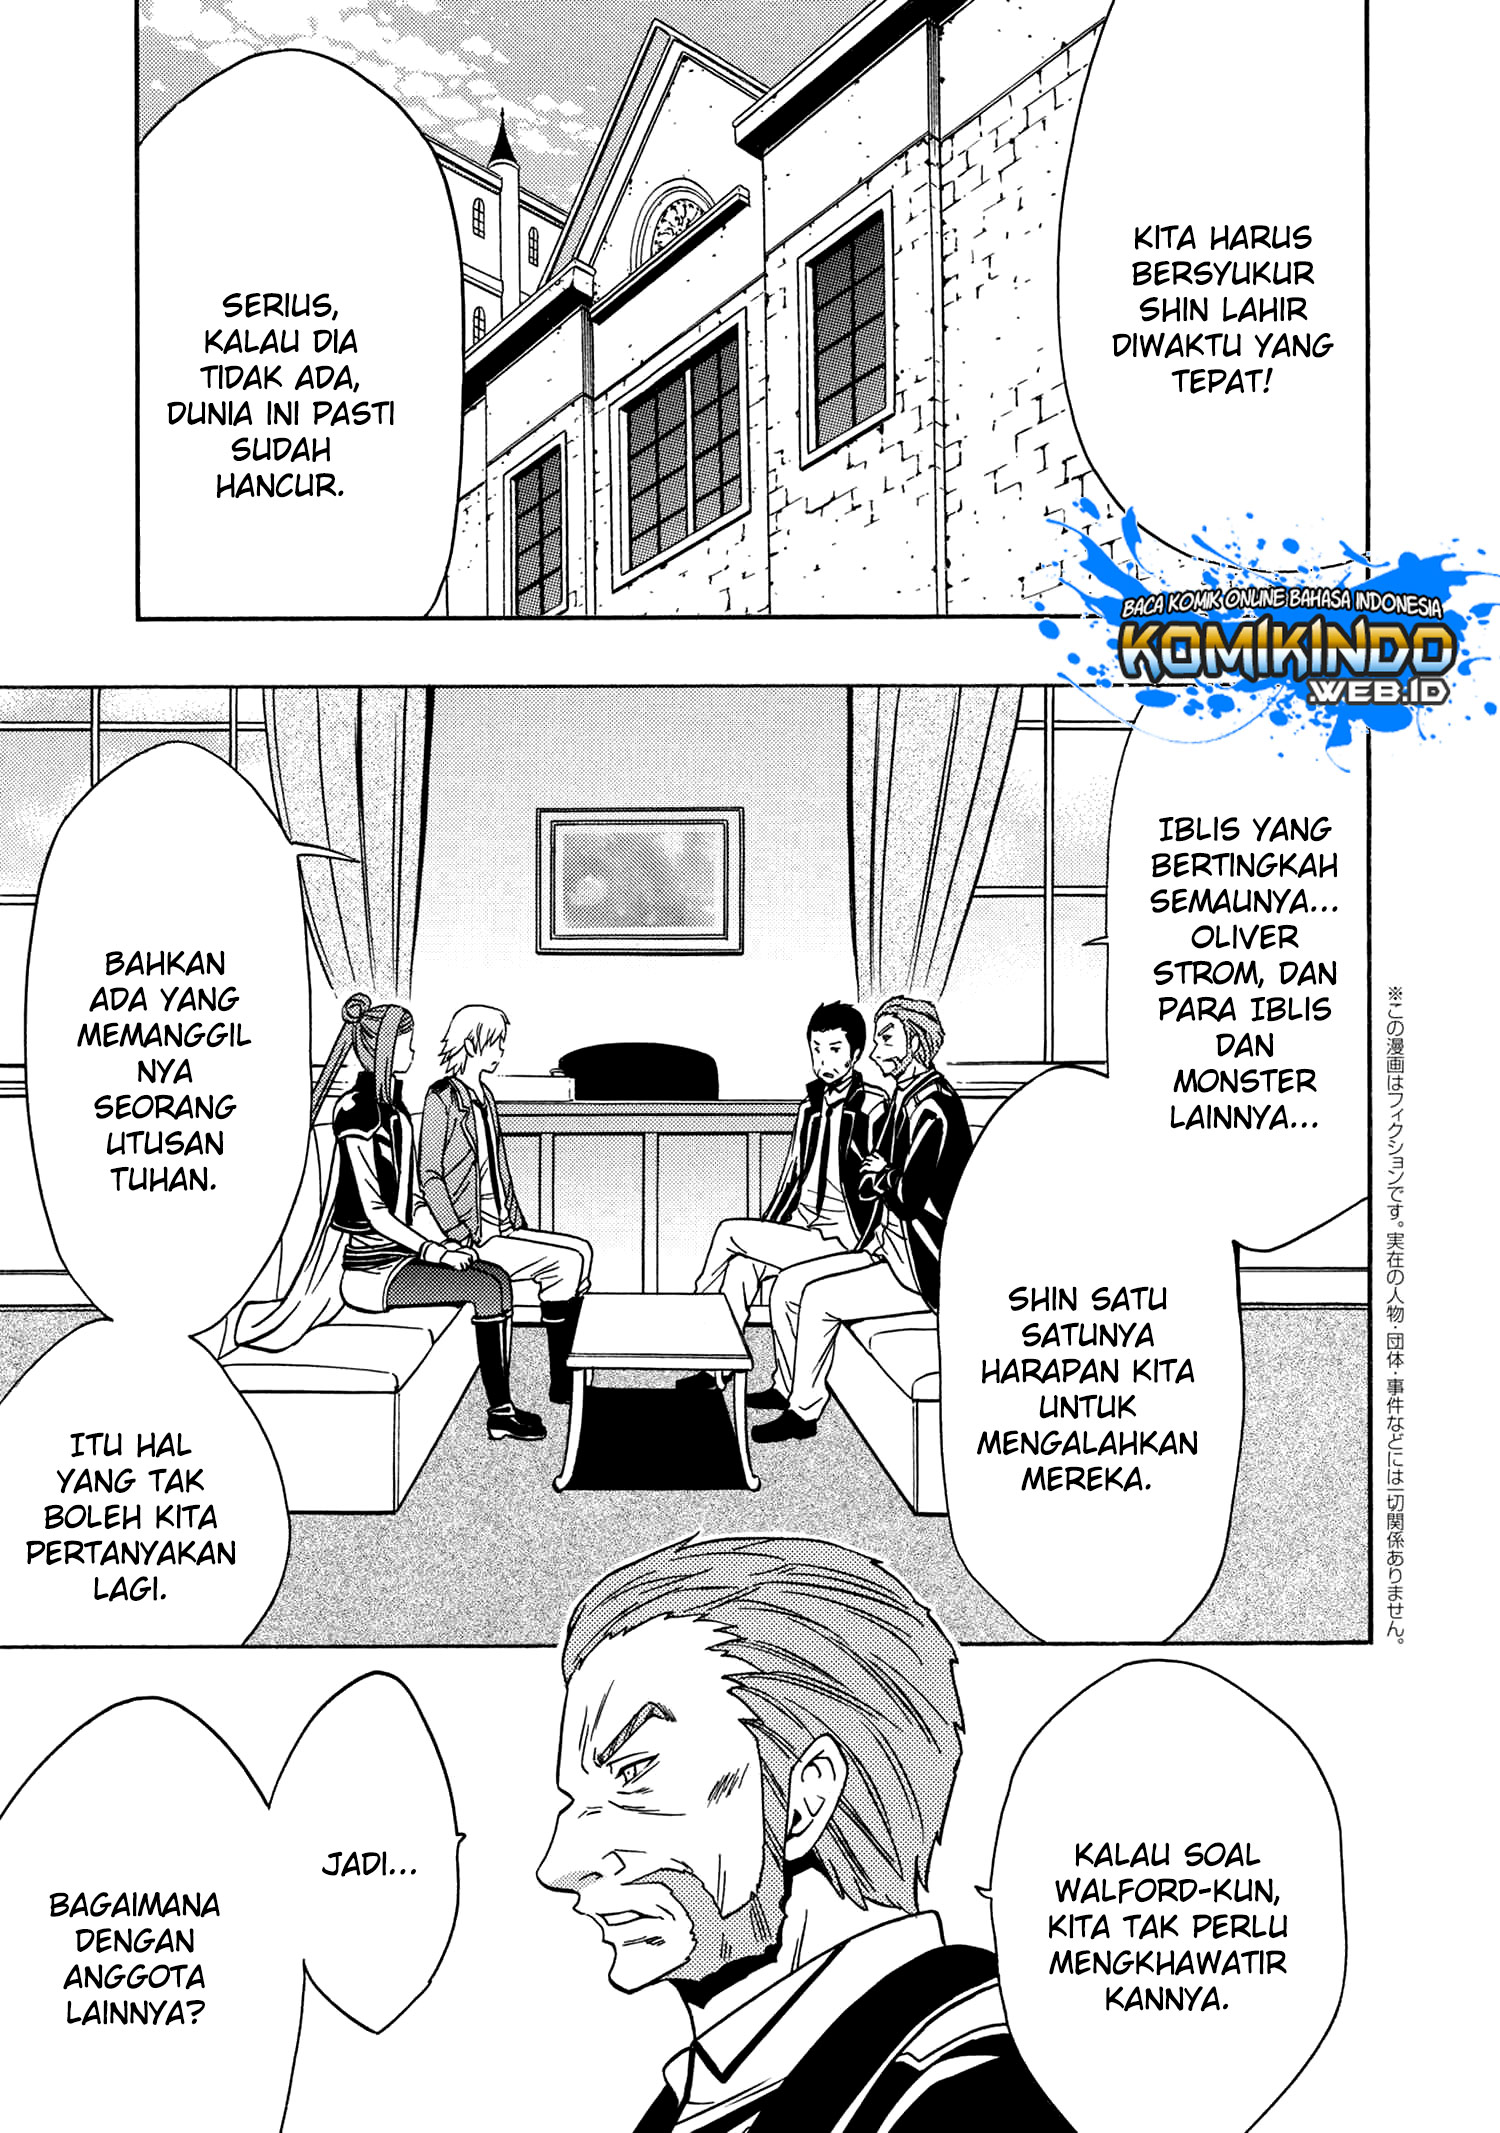 KITA HARUS
BERSYUKUR
SHIN LAHIR
DIWAKTU YANG
TEPAT!
SERIUS,
KALAU DIA
TIDAK ADA,
DUNIA INI PASTI
SUDAH
HANCUR.
BACA KOMIK ONLINE BAHASA INDONESIA
KOMIKINDO
.WEB.ID
IBLIS YANG
BERTINGKAH
SEMAUNYA...
OLIVER
STROM, DAN
PARA IBLIS
DAN
MONSTER
LAINNYA...
SHIN SATU
SATUNYA
HARAPAN KITA
UNTUK
MENGALAHKAN
MEREKA.
BAHKAN
ADA YANG
MEMANGGIL
NYA
SEORANG
UTUSAN
TUHAN.
ITU HAL
YANG TAK
BOLEH KITA
PERTANYAKAN
LAGI.
※この漫画はフィクションです。実在の人物・団体・事件などには一切関係ありません。
KALAU SOAL
WALFORD-KUN,
KITA TAK PERLU
MENGKHAWATIR
KANNYA.
JADI...
BAGAIMANA
DENGAN
ANGGOTA
LAINNYA?